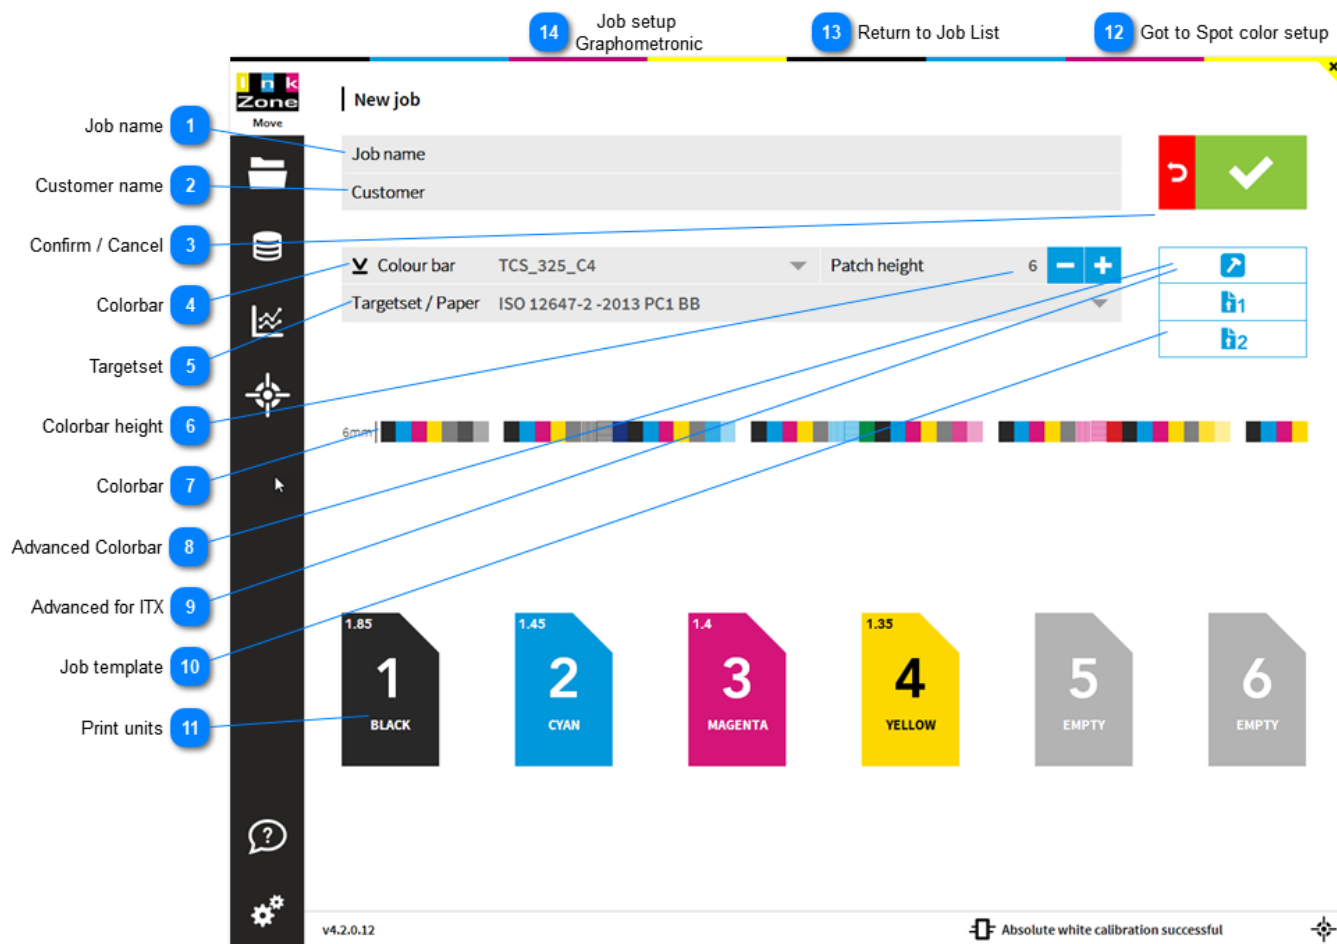 14 Job setup
Graphometronic
13 Return to Job List
12 Got to Spot color setup
Ink
Zone
Move
New job
Job name 1
Job name
Customer name 2
Customer
Confirm / Cancel 3
Colorbar 4
Colour bar TCS_325_C4 Patch height 6 − +
Targetset / Paper ISO 12647-2 -2013 PC1 BB
1
2
Targetset 5
Colorbar height 6
6mm
Colorbar 7
Advanced Colorbar 8
Advanced for ITX 9
Job template 10
Print units 11
1.85 1.45 1.4 1.35
1 2 3 4 5 6
BLACK CYAN MAGENTA YELLOW EMPTY EMPTY
?
v4.2.0.12 Absolute white calibration successful